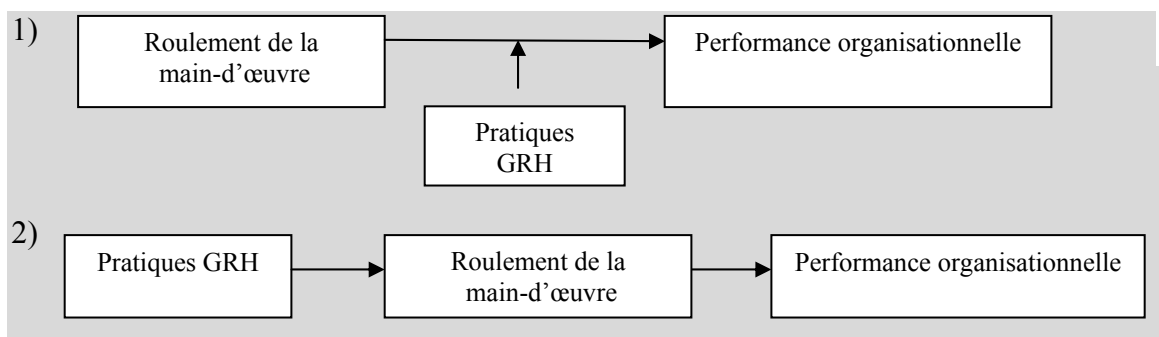 1)
Roulement de la
main-d’œuvre
Performance organisationnelle
Pratiques
GRH
2)
Pratiques GRH
Roulement de la
main-d’œuvre
Performance organisationnelle